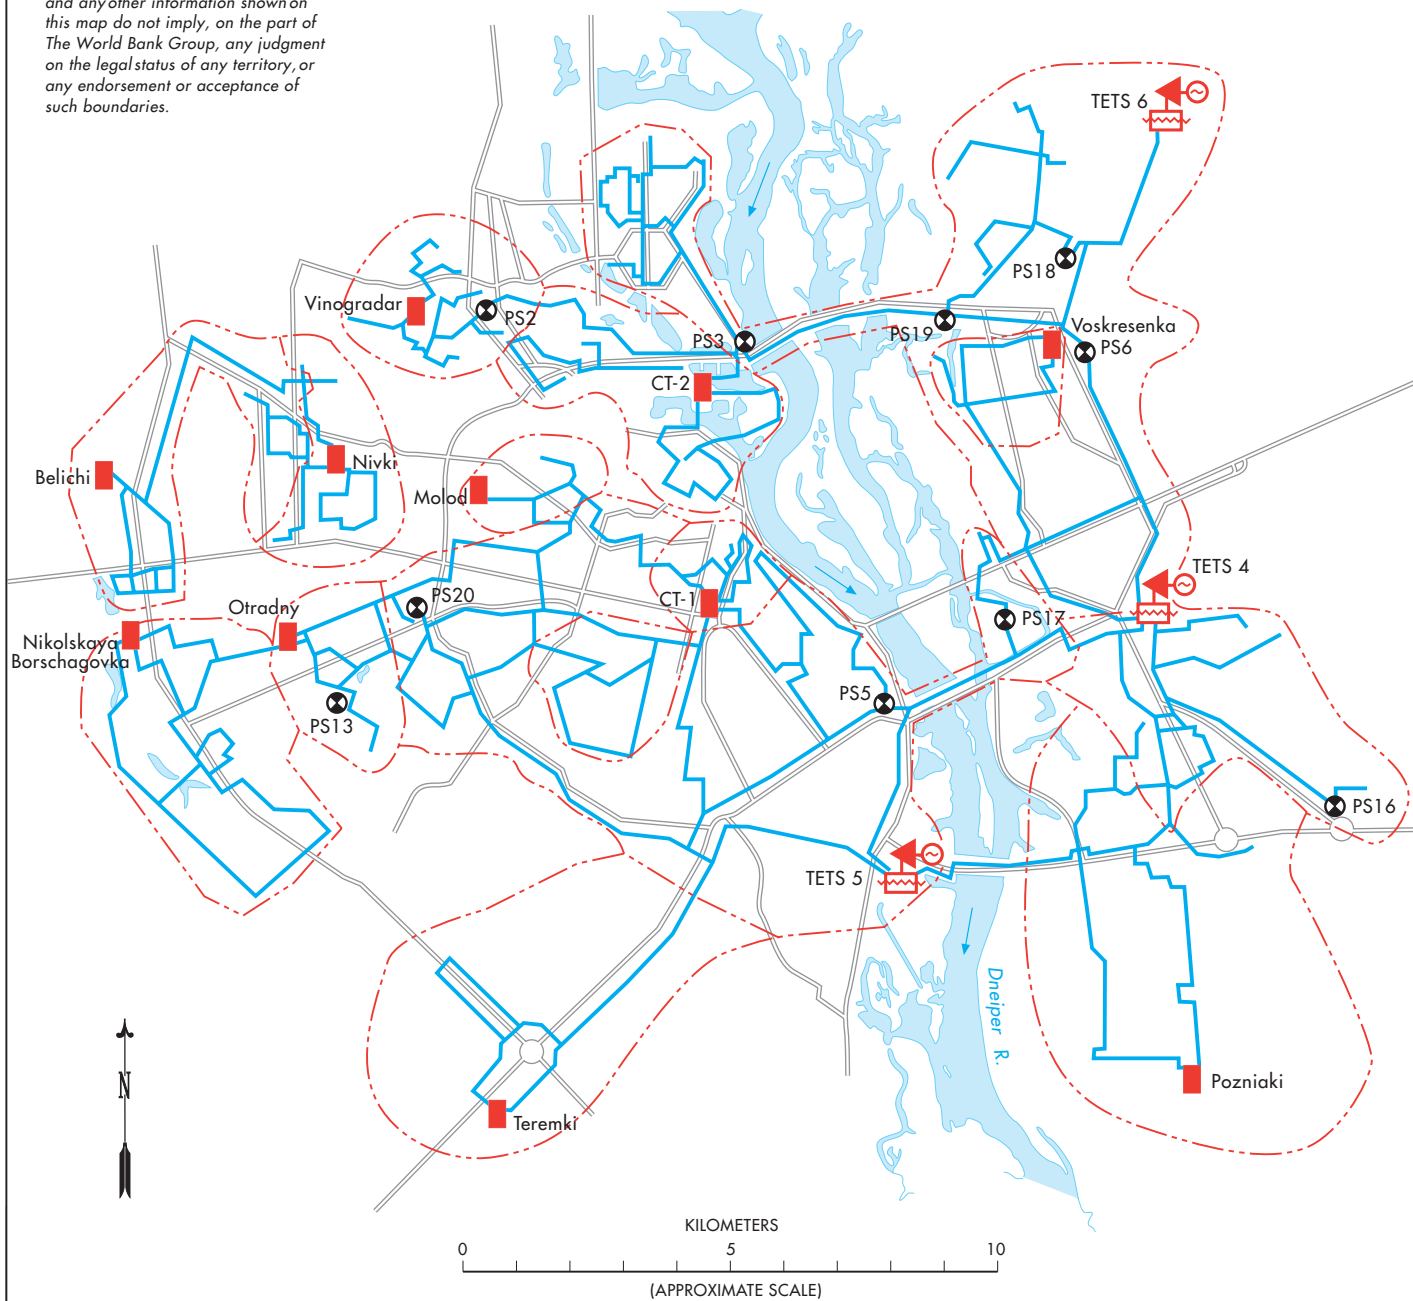 and any other information shown on
this map do not imply, on the part of
The World Bank Group, any judgment
on the legal status of any territory, or
any endorsement or acceptance of
such boundaries.
TETS 6
PS18
Vinogradar
PS2
PS3
PS19
Voskresenka
PS6
CT-2
Belichi
Nivki
Molod
TETS 4
PS20
Otradny
CT-1
PS17
Nikolskaya
Borschagovka
PS13
PS5
PS16
TETS 5
Dneiper R.
N
Pozniaki
Teremki
KILOMETERS
0 5 10
(APPROXIMATE SCALE)